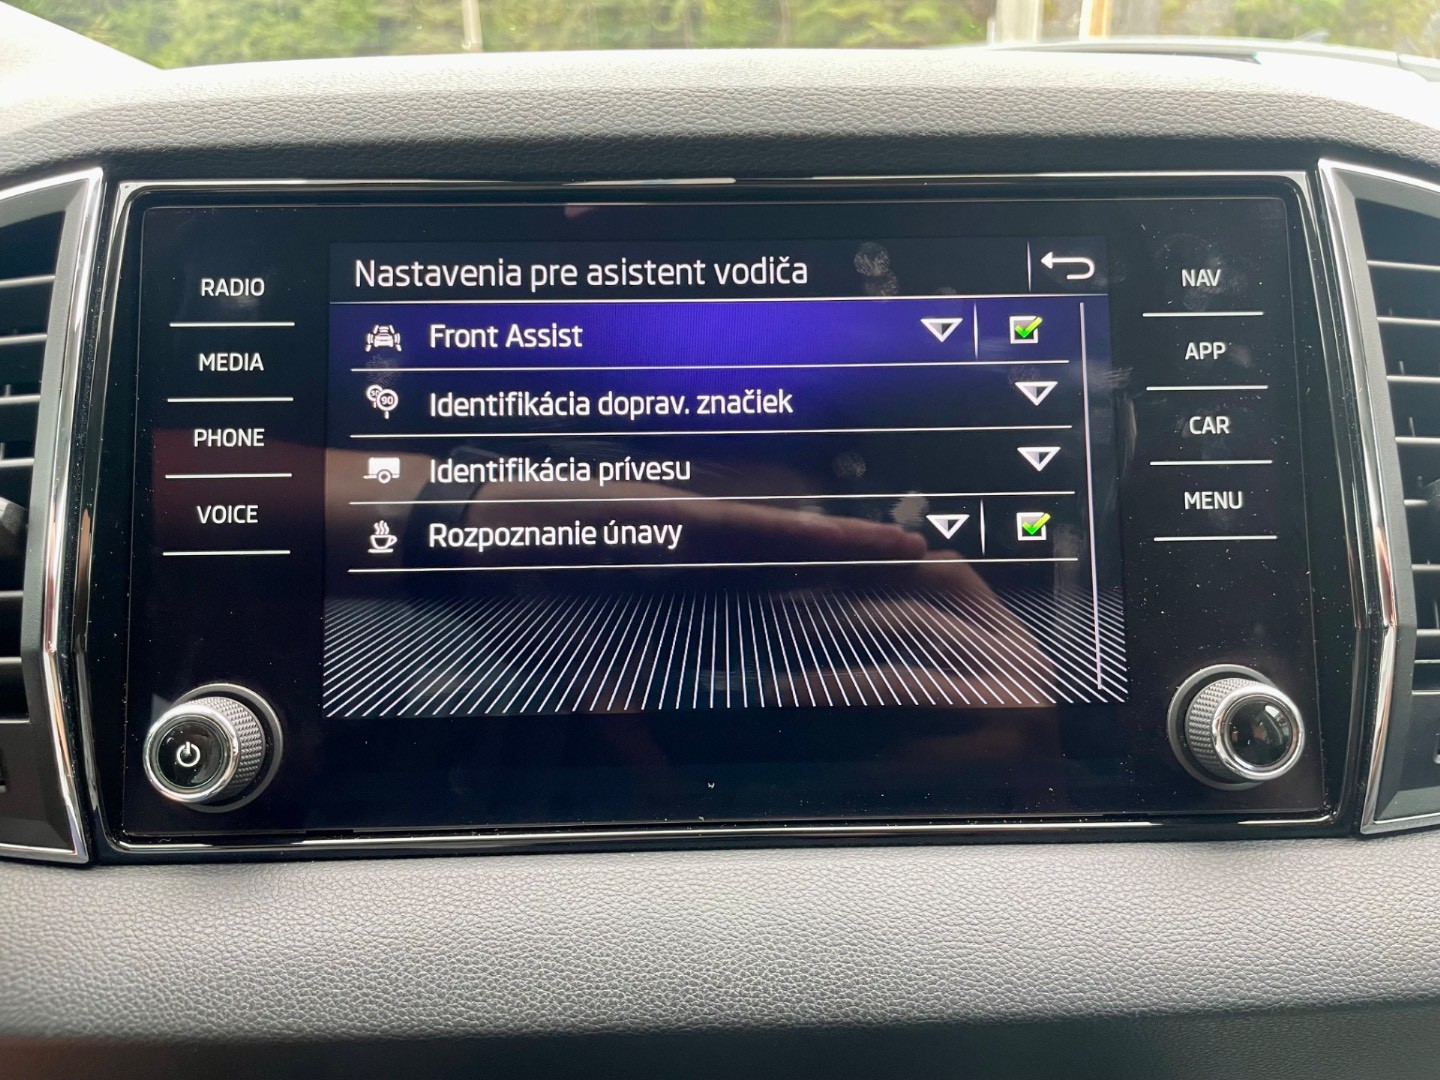 Nastavenia pre asistent vodiča
Front Assist
Identifikácia doprav. značiek
Identifikácia prívesu
Rozpoznanie únavy
RADIO
MEDIA
PHONE
VOICE
NAV
APP
CAR
MENU
90